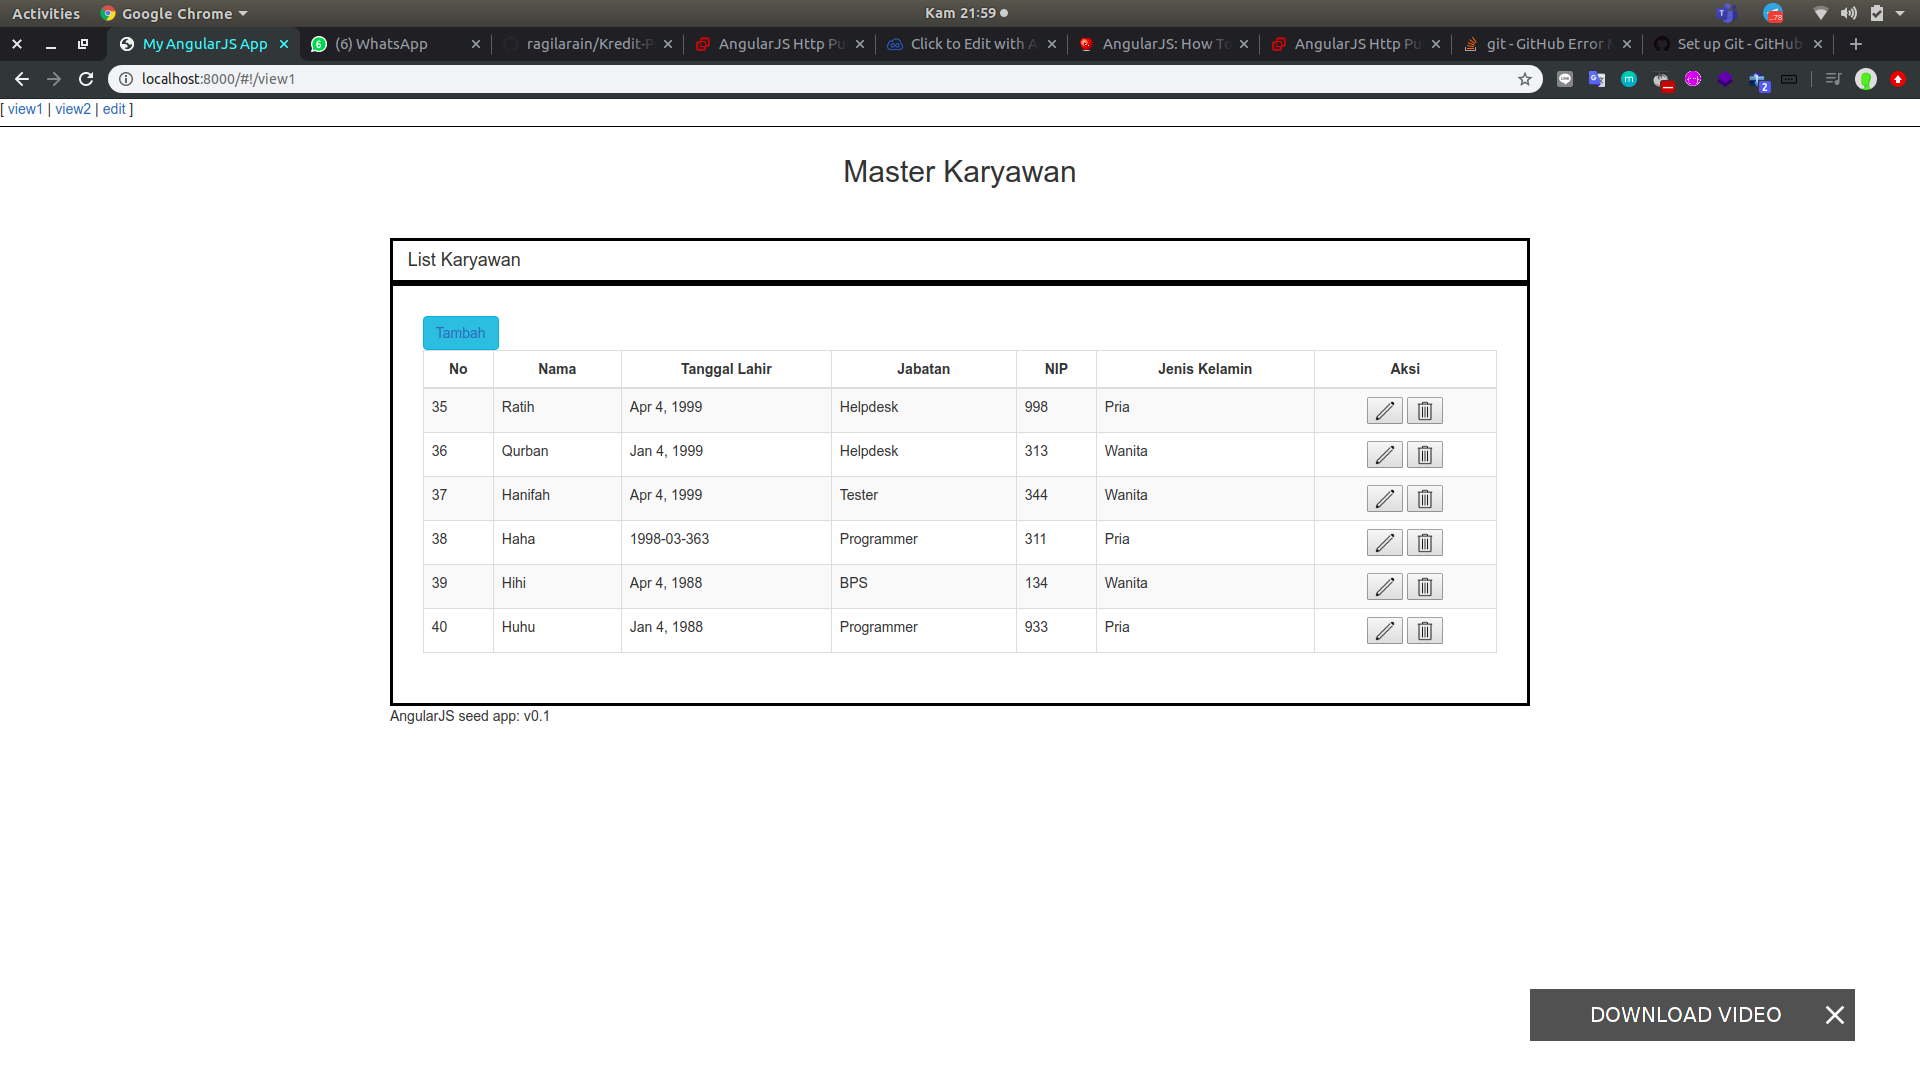 Activities Google Chrome Kam 21:59
My AngularJS App (6) WhatsApp ragilarain/Kredit-P AngularJS Http Pu Click to Edit with A AngularJS: How To AngularJS Http Pu git - GitHub Error Set up Git - GitHub
localhost:8000/#!/view1
[ view1 | view2 | edit ]
Master Karyawan
List Karyawan
Tambah
No Nama Tanggal Lahir Jabatan NIP Jenis Kelamin Aksi
35 Ratih Apr 4, 1999 Helpdesk 998 Pria
36 Qurban Jan 4, 1999 Helpdesk 313 Wanita
37 Hanifah Apr 4, 1999 Tester 344 Wanita
38 Haha 1998-03-363 Programmer 311 Pria
39 Hihi Apr 4, 1988 BPS 134 Wanita
40 Huhu Jan 4, 1988 Programmer 933 Pria
AngularJS seed app: v0.1
DOWNLOAD VIDEO